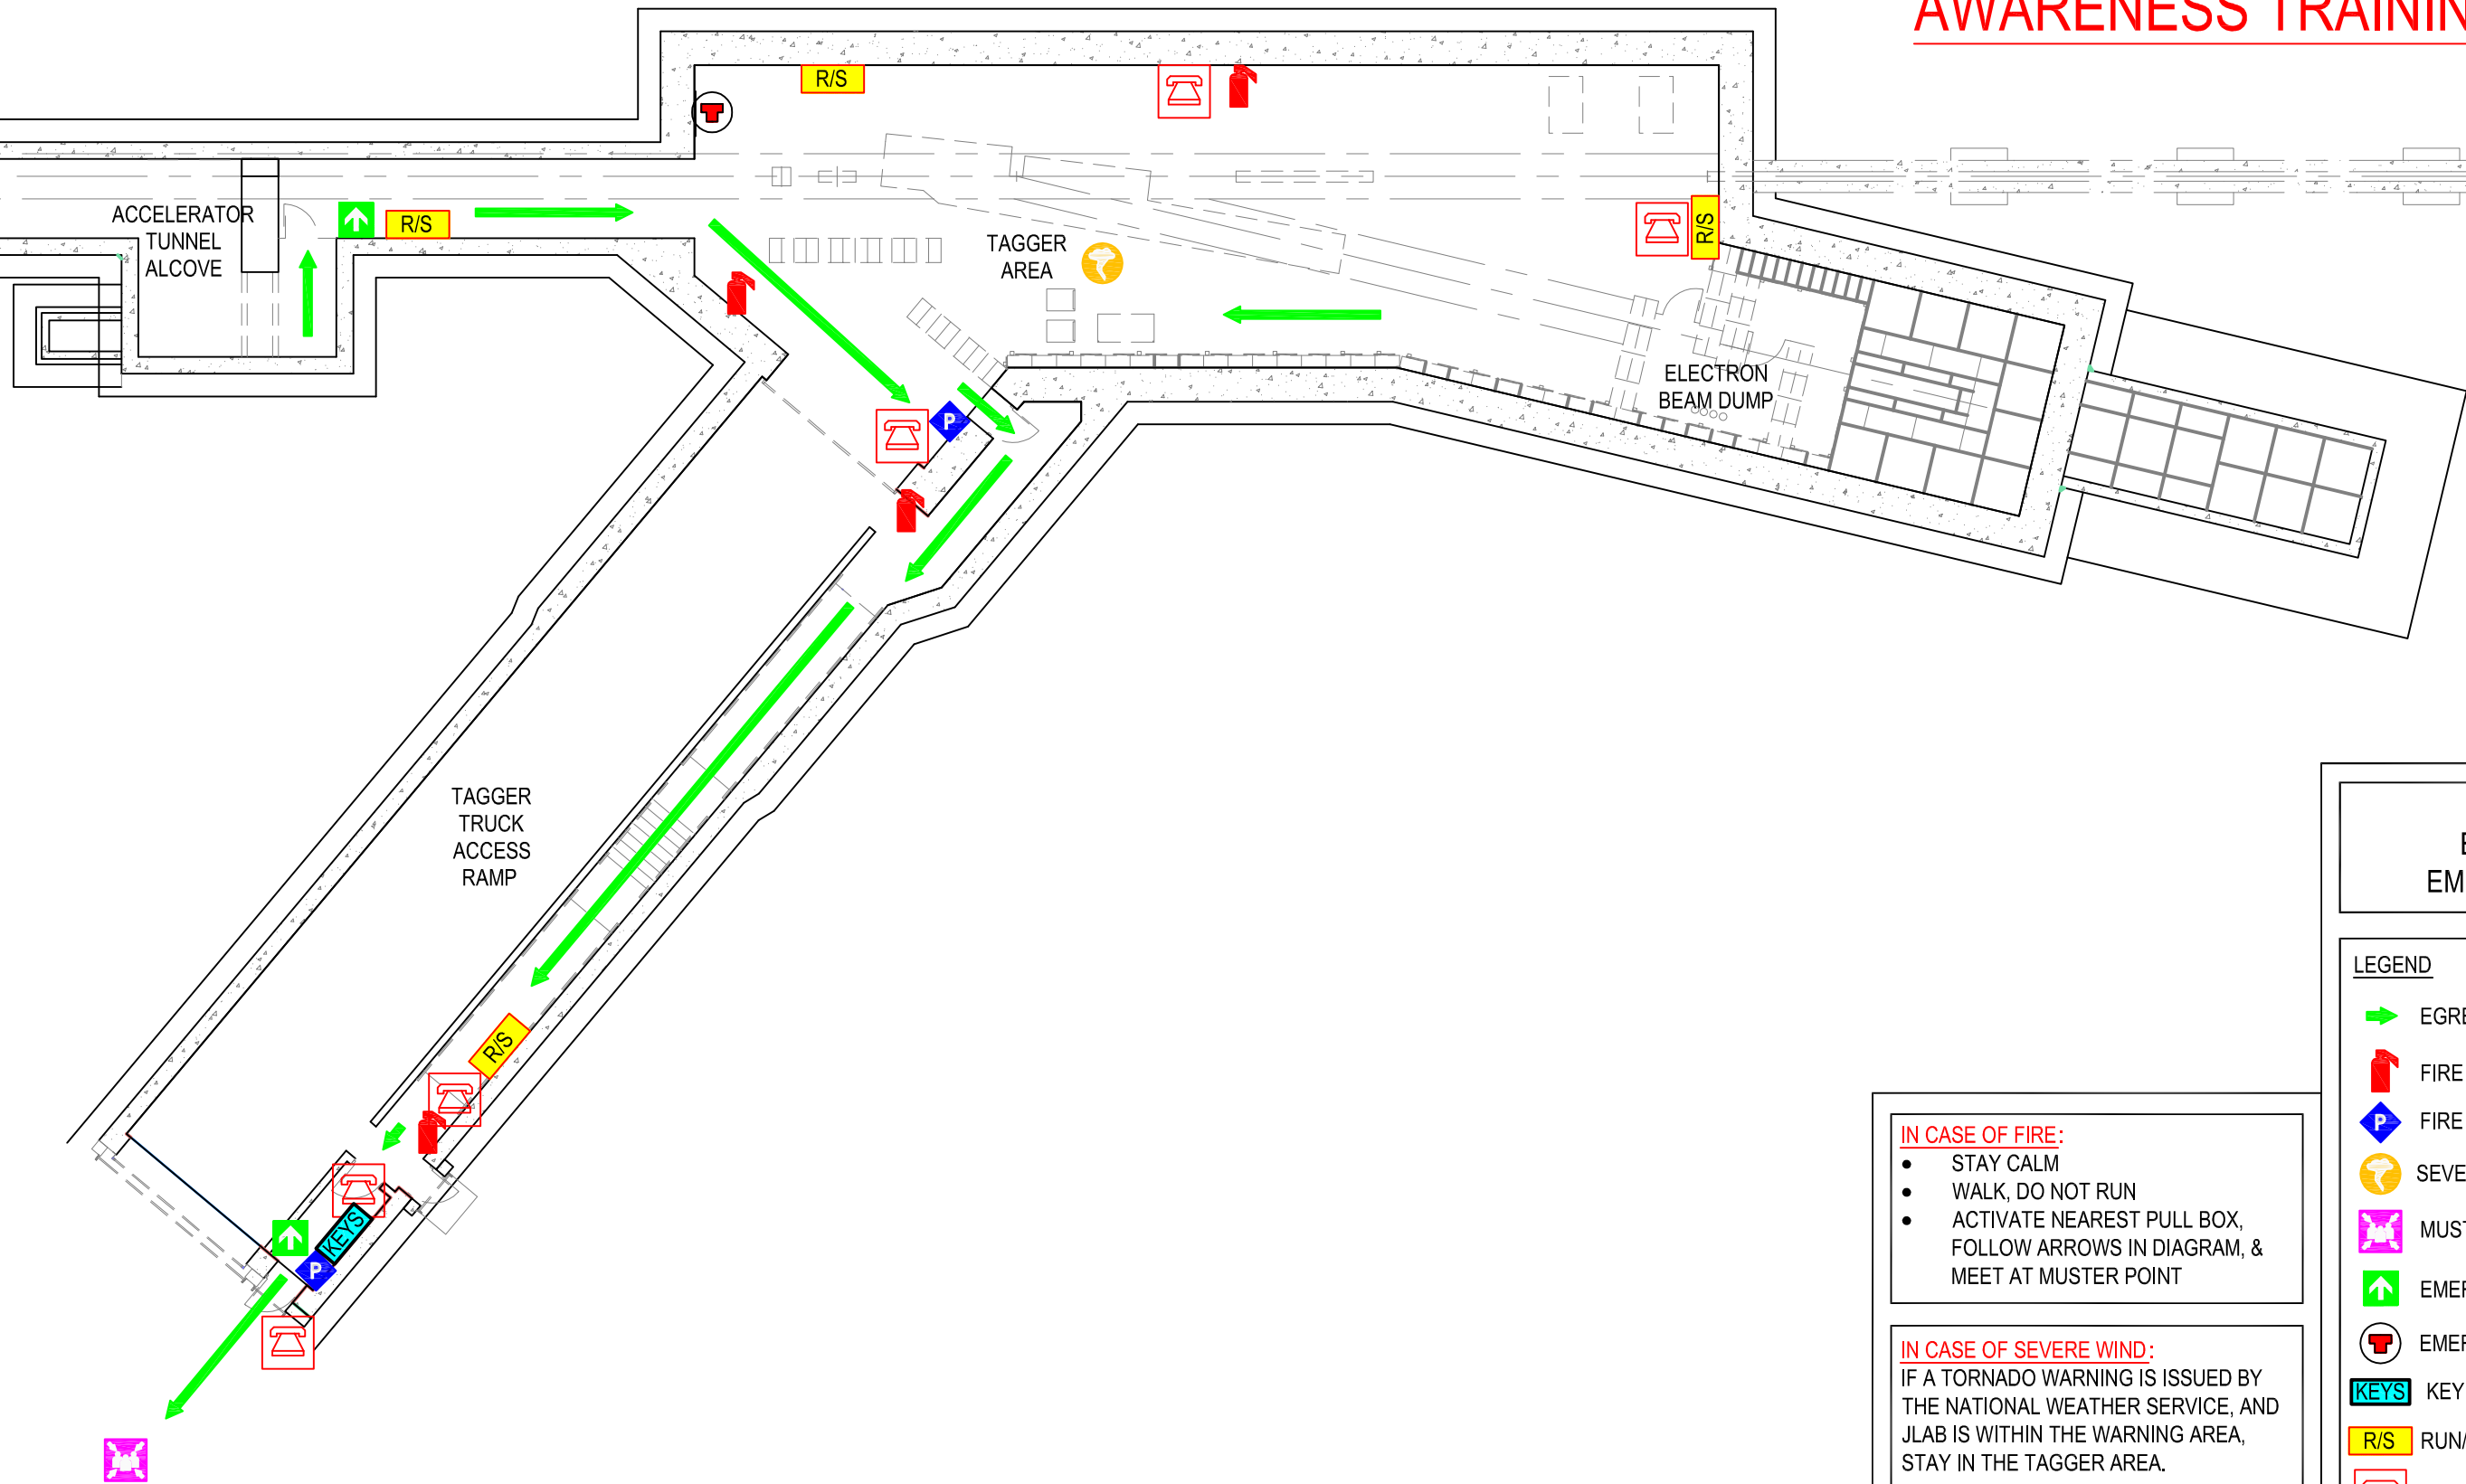 AWARENESS TRAININ
R/S
ACCELERATOR
TUNNEL
ALCOVE
R/S
TAGGER
AREA
R/S
ELECTRON
BEAM DUMP
P
TAGGER
TRUCK
ACCESS
RAMP
R/S
KEYS
P
IN CASE OF FIRE:
• STAY CALM
• WALK, DO NOT RUN
• ACTIVATE NEAREST PULL BOX,
FOLLOW ARROWS IN DIAGRAM, &
MEET AT MUSTER POINT
IN CASE OF SEVERE WIND:
IF A TORNADO WARNING IS ISSUED BY
THE NATIONAL WEATHER SERVICE, AND
JLAB IS WITHIN THE WARNING AREA,
STAY IN THE TAGGER AREA.
E
EM
LEGEND
EGRE
FIRE
P FIRE
SEVE
MUST
EMER
EMER
KEYS KEY
R/S RUN/